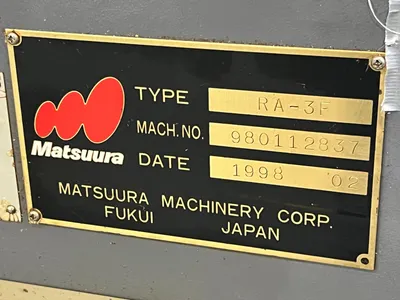 Matsuura
TYPE RA-3F
MACH. NO. 980112837
DATE 1998 '02
MATSUURA MACHINERY CORP.
FUKUI JAPAN